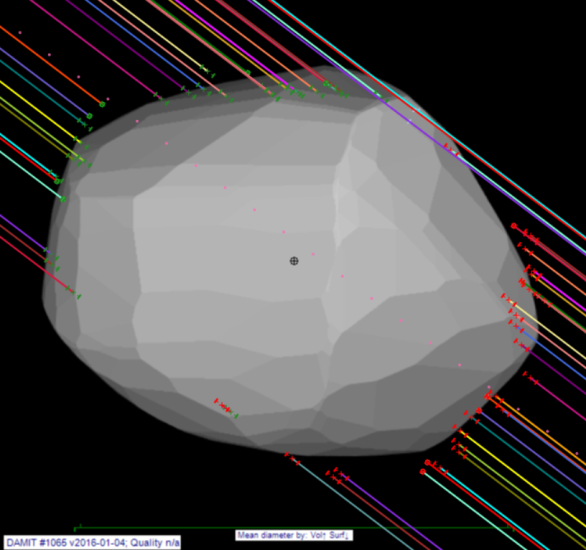 DAMIT #1065 v2016-01-04; Quality n/a
Mean diameter by: Vol↑ Surf↓